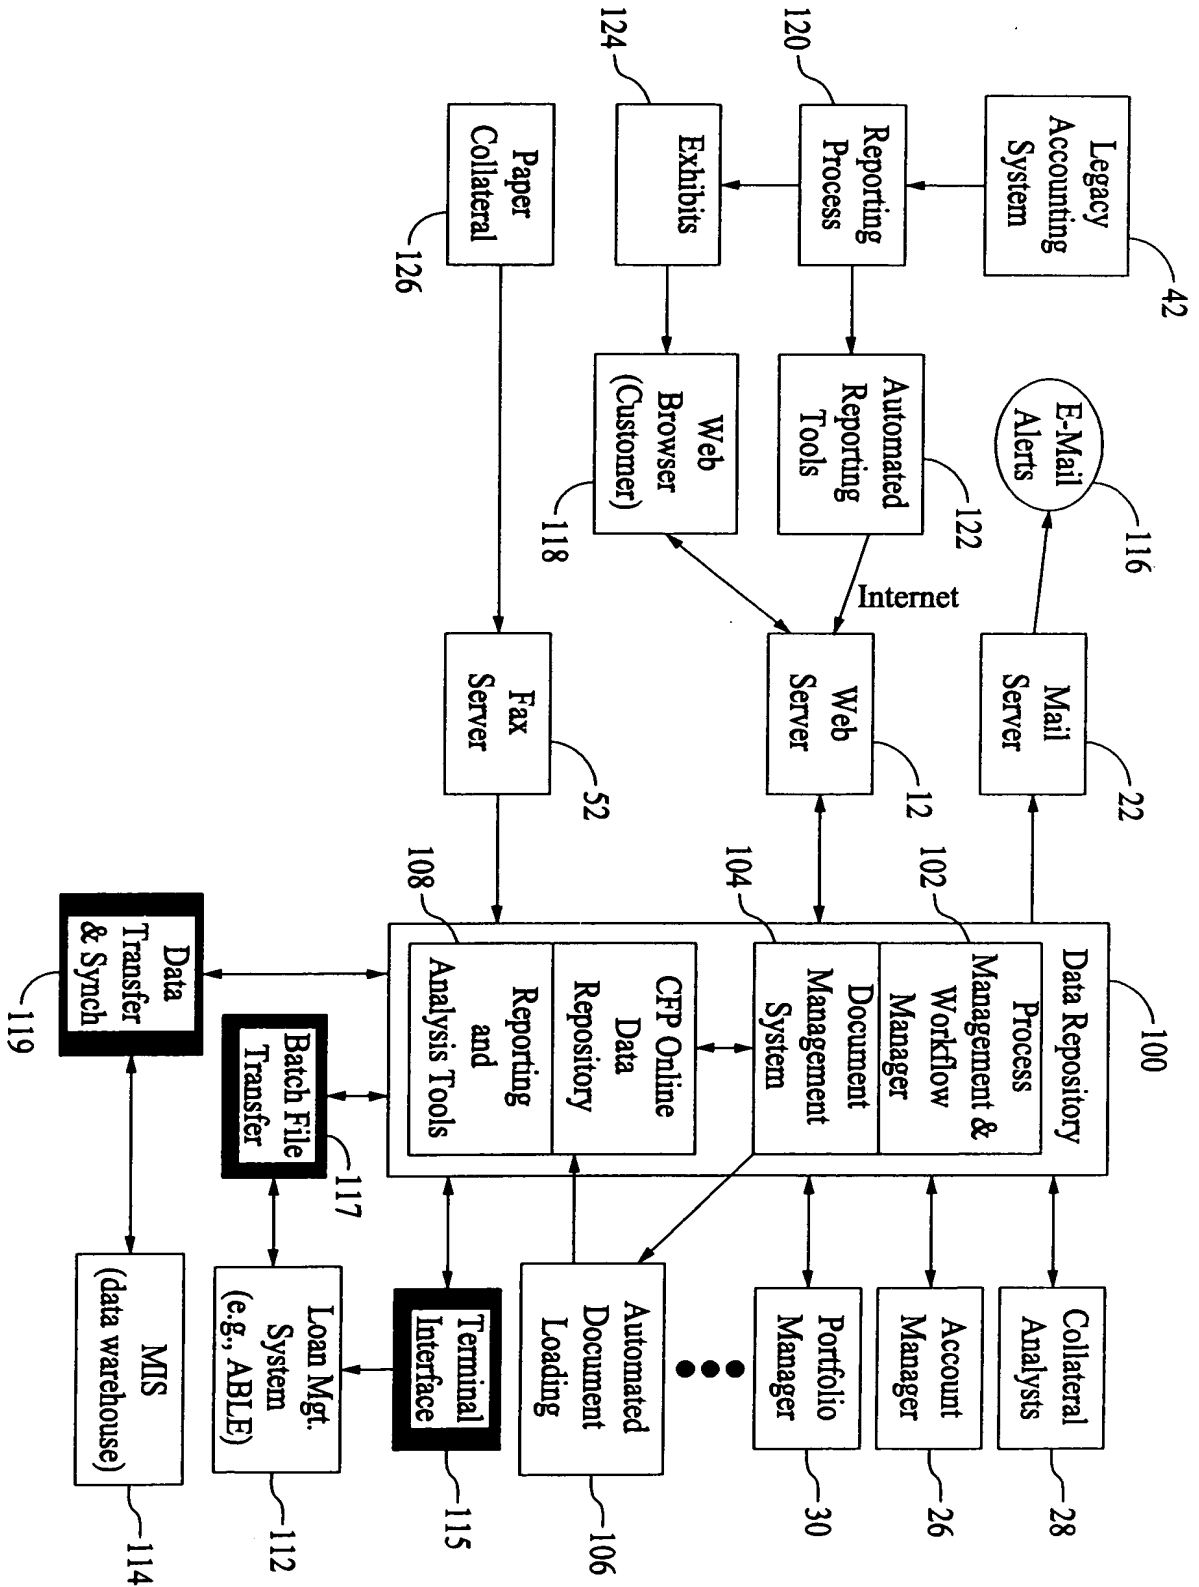 42
Legacy
Accounting
System
120
Reporting
Process
124
Exhibits
Paper
Collateral
126
E-Mail
Alerts
116
Automated
Reporting
Tools
122
Web
Browser
(Customer)
118
Internet
Mail
Server
22
Web
Server
12
Fax
Server
52
100
Data Repository
102
Process
Management &
Workflow
Manager
104
Document
Management
System
CFP Online
Data
Repository
108
Reporting
and
Analysis Tools
Collateral
Analysts
28
Account
Manager
26
Portfolio
Manager
30
Automated
Document
Loading
106
Terminal
Interface
115
Batch File
Transfer
117
Loan Mgt.
System
(e.g., ABLE)
112
Data
Transfer
& Synch
119
MIS
(data warehouse)
114